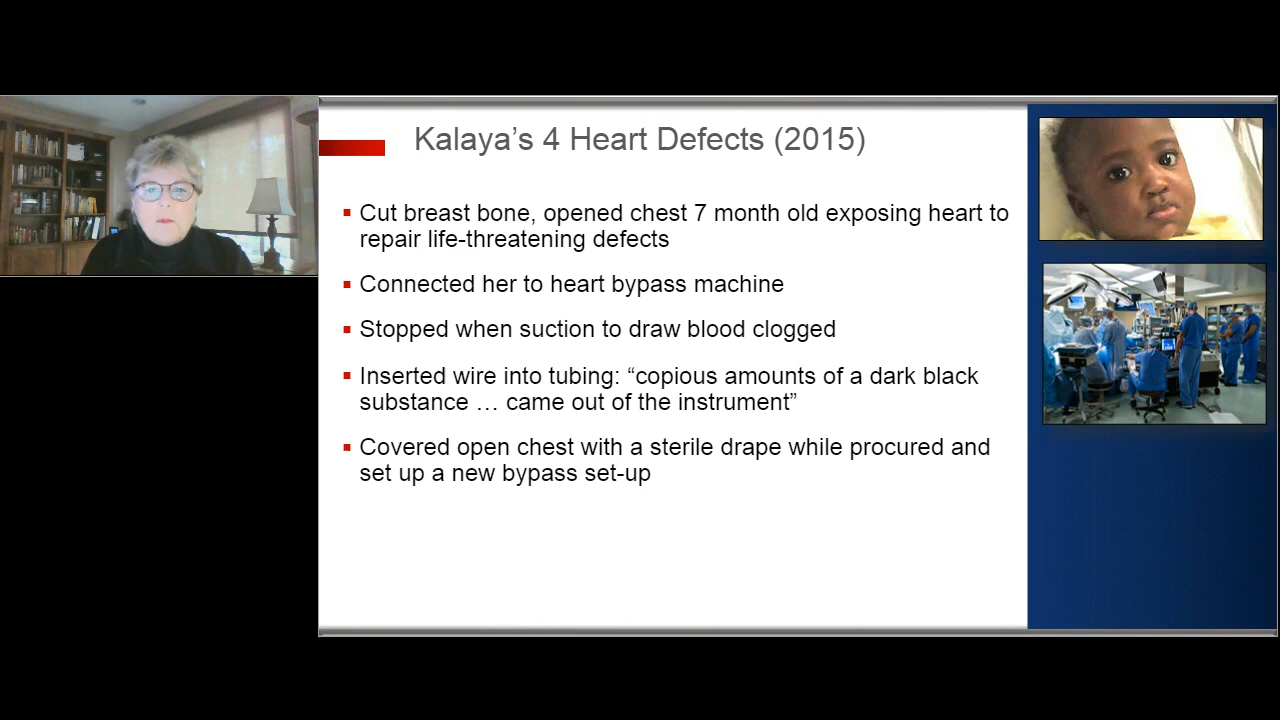 Kalaya's 4 Heart Defects (2015)
Cut breast bone, opened chest 7 month old exposing heart to
repair life-threatening defects
Connected her to heart bypass machine
Stopped when suction to draw blood clogged
Inserted wire into tubing: “copious amounts of a dark black
substance … came out of the instrument”
Covered open chest with a sterile drape while procured and
set up a new bypass set-up